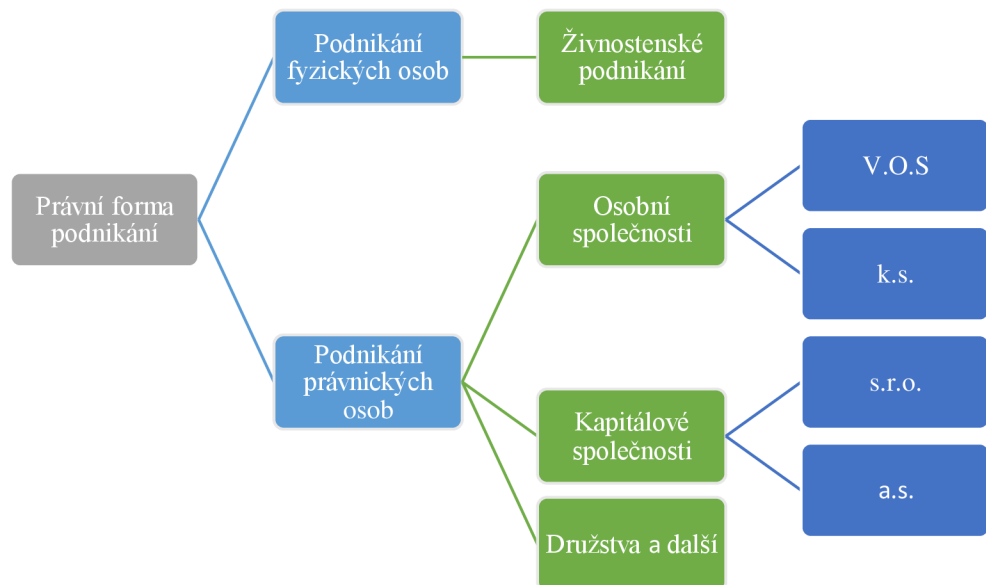 Právní forma
podnikání
Podnikání
fyzických osob
Živnostenské
podnikání
Podnikání
právnických
osob
Osobní
společnosti
V.O.S
k.s.
Kapitálové
společnosti
s.r.o.
a.s.
Družstva a další